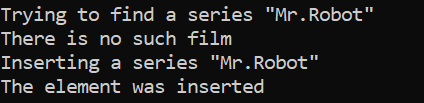 Trying to find a series "Mr.Robot"
There is no such film
Inserting a series "Mr.Robot"
The element was inserted